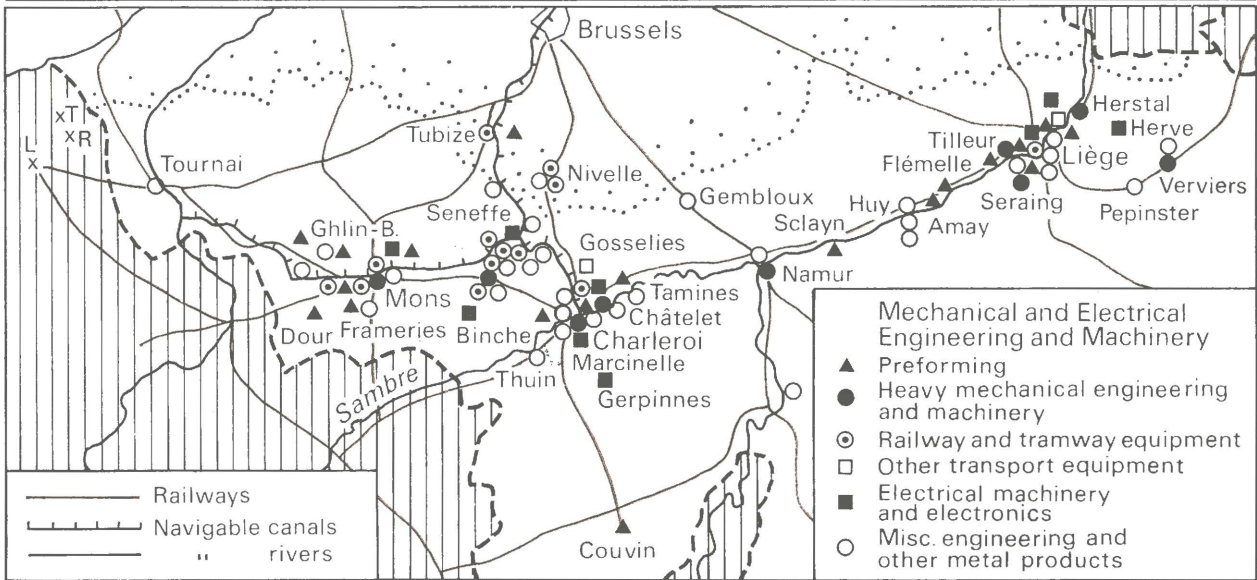 Brussels
Tubize
Herstal
Herve
Tilleur
Flémelle
Liège
Verviers
Seraing
Pepinster
xT
xR
L
x
Tournai
Nivelle
Gembloux
Huy
Amay
Sclayn
Seneffe
Ghlin-B.
Gosselies
Namur
Mons
Tamines
Châtelet
Binche
Charleroi
Dour
Frameries
Marcinelle
Thuin
Gerpinnes
Sambre
Couvin
Railways
Navigable canals
" rivers
Mechanical and Electrical
Engineering and Machinery
Preforming
Heavy mechanical engineering
and machinery
Railway and tramway equipment
Other transport equipment
Electrical machinery
and electronics
Misc. engineering and
other metal products